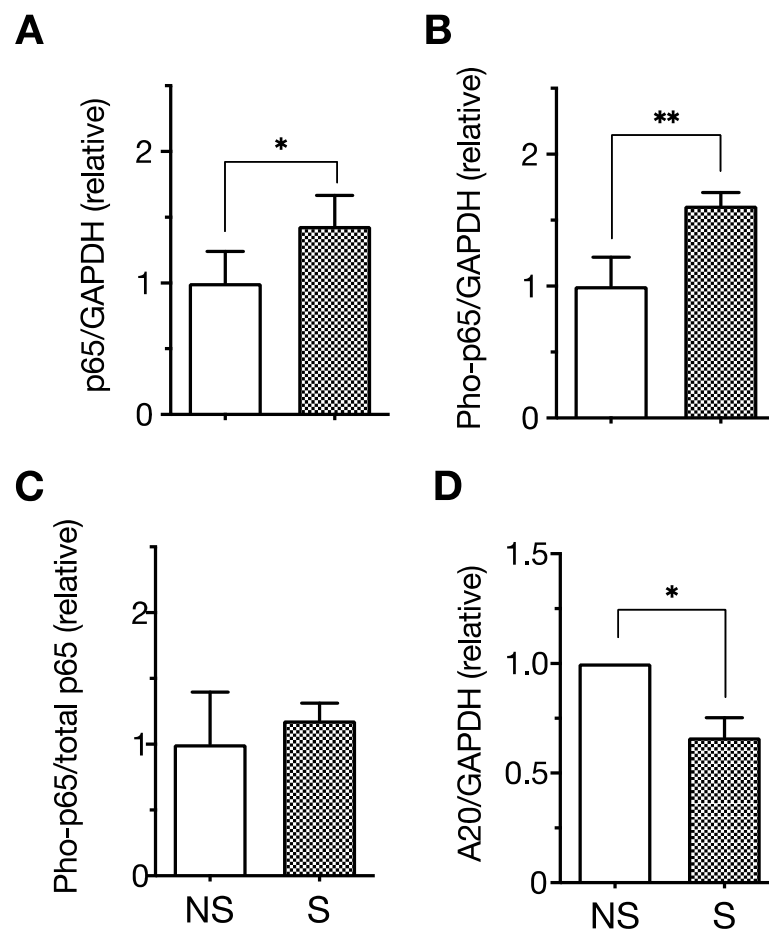 A
p65/GAPDH (relative)
2
1
0
*
B
Pho-p65/GAPDH (relative)
2
1
0
**
C
Pho-p65/total p65 (relative)
2
1
0
NS
S
D
A20/GAPDH (relative)
1.5
1.0
0.5
0
*
NS
S